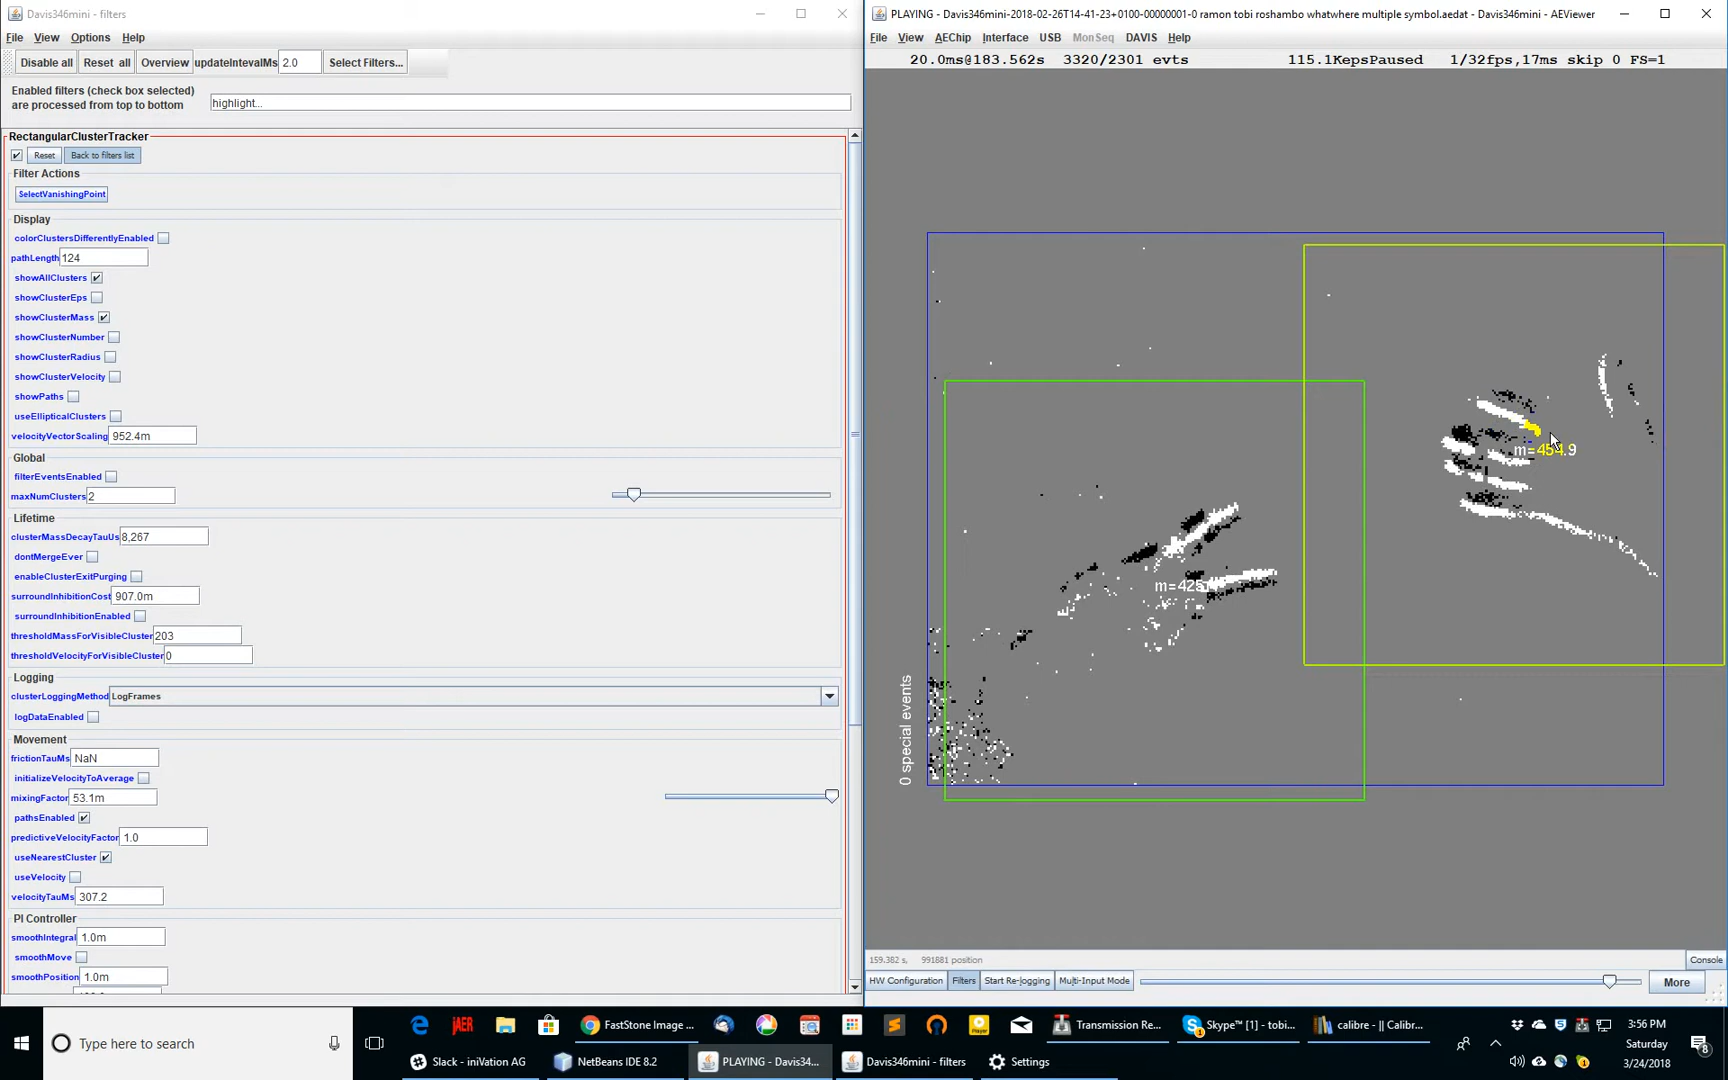 Davis346mini - filters
File View Options Help
Disable all Reset all Overview updateIntevalMs 2.0 Select Filters...
Enabled filters (check box selected)
are processed from top to bottom
highlight...
RectangularClusterTracker
Reset Back to filters list
Filter Actions
SelectVanishingPoint
Display
colorClustersDifferentlyEnabled
pathLength 124
showAllClusters
showClusterEps
showClusterMass
showClusterNumber
showClusterRadius
showClusterVelocity
showPaths
useEllipticalClusters
velocityVectorScaling 952.4m
Global
filterEventsEnabled
maxNumClusters 2
Lifetime
clusterMassDecayTauUs 8,267
dontMergeEver
enableClusterExitPurging
surroundInhibitionCost 907.0m
surroundInhibitionEnabled
thresholdMassForVisibleCluster 203
thresholdVelocityForVisibleCluster 0
Logging
clusterLoggingMethod LogFrames
logDataEnabled
Movement
frictionTauMs NaN
initializeVelocityToAverage
mixingFactor 53.1m
pathsEnabled
predictiveVelocityFactor 1.0
useNearestCluster
useVelocity
velocityTauMs 307.2
PI Controller
smoothIntegral 1.0m
smoothMove
smoothPosition 1.0m
PLAYING - Davis346mini-2018-02-26T14-41-23+0100-00000001-0 ramon tobi roshambo whatwhere multiple symbol.aedat - Davis346mini - AEViewer
File View AEChip Interface USB MonSeq DAVIS Help
20.0ms@183.562s 3320/2301 evts 115.1KepsPaused 1/32fps,17ms skip 0 FS=1
m=454.9
m=425
0 special events
159.382 s, 991881 position
Console
HW Configuration Filters Start Re-logging Multi-Input Mode More
Type here to search
jAER
FastStone Image ...
Transmission Re...
Skype™ [1] - tobi...
calibre - || Calibr...
Slack - iniVation AG
NetBeans IDE 8.2
PLAYING - Davis34...
Davis346mini - filters
Settings
3:56 PM
Saturday
3/24/2018
8